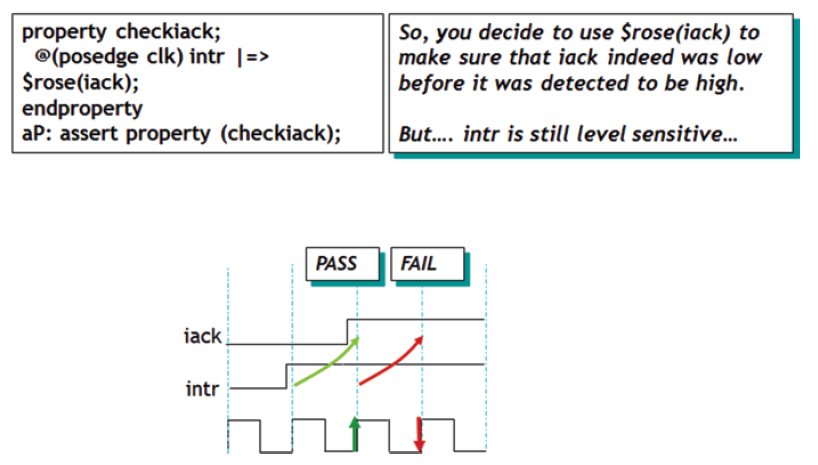 property checkiack;
@(posedge clk) intr |=>
$rose(iack);
endproperty
aP: assert property (checkiack);
So, you decide to use $rose(iack) to
make sure that iack indeed was low
before it was detected to be high.
But.... intr is still level sensitive...
PASS
FAIL
iack
intr